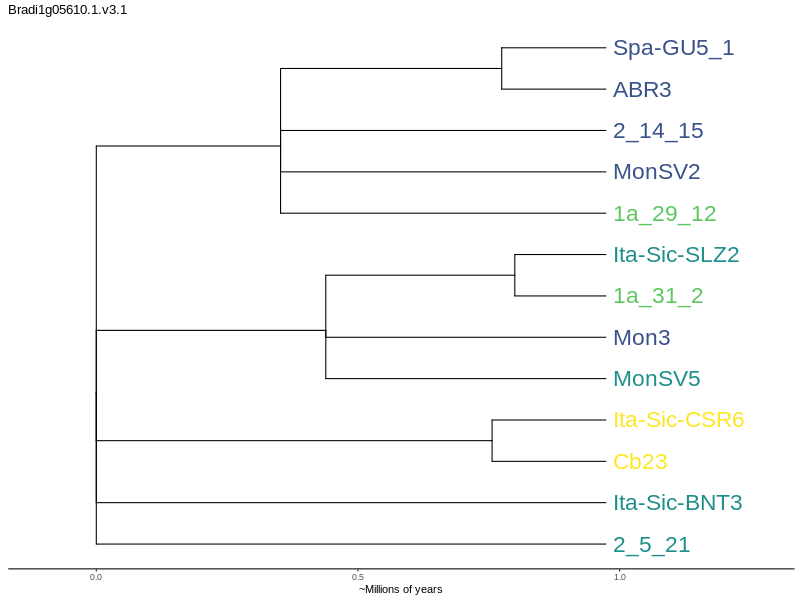 Bradi1g05610.1.v3.1
Spa-GU5_1
ABR3
2_14_15
MonSV2
1a_29_12
Ita-Sic-SLZ2
1a_31_2
Mon3
MonSV5
Ita-Sic-CSR6
Cb23
Ita-Sic-BNT3
2_5_21
0.0 0.5 1.0
~Millions of years